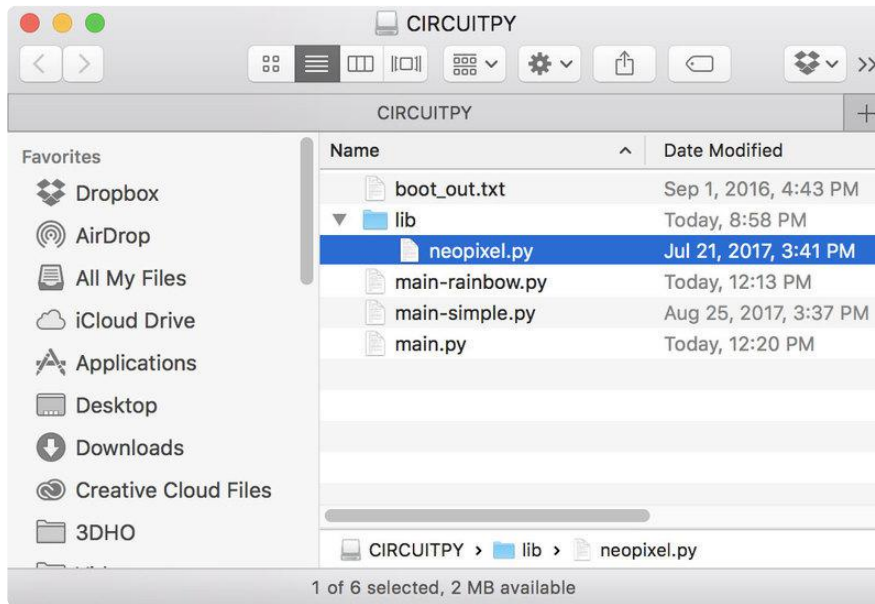 CIRCUITPY
CIRCUITPY
Favorites
Dropbox
AirDrop
All My Files
iCloud Drive
Applications
Desktop
Downloads
Creative Cloud Files
3DHO
Name Date Modified
boot_out.txt Sep 1, 2016, 4:43 PM
lib Today, 8:58 PM
neopixel.py Jul 21, 2017, 3:41 PM
main-rainbow.py Today, 12:13 PM
main-simple.py Aug 25, 2017, 3:37 PM
main.py Today, 12:20 PM
CIRCUITPY › lib › neopixel.py
1 of 6 selected, 2 MB available